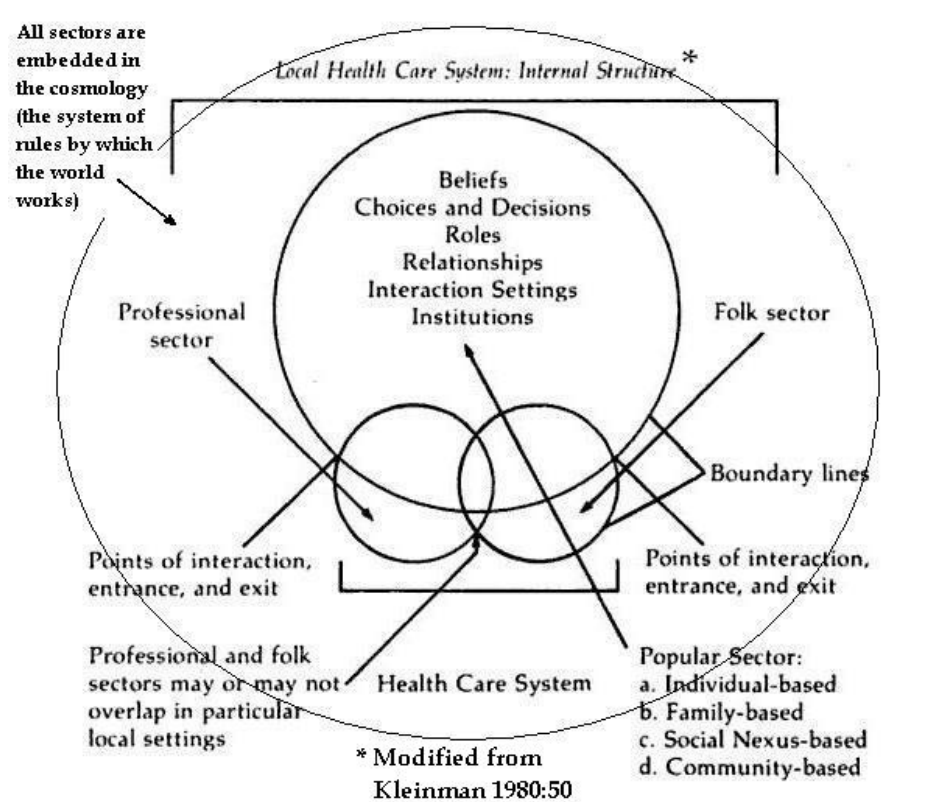 All sectors are
embedded in
the cosmology
(the system of
rules by which
the world
works)
Local Health Care System: Internal Structure *
Beliefs
Choices and Decisions
Roles
Relationships
Interaction Settings
Institutions
Professional
sector
Folk sector
Boundary lines
Points of interaction,
entrance, and exit
Points of interaction,
entrance, and exit
Professional and folk
sectors may or may not
overlap in particular
local settings
Health Care System
Popular Sector:
a. Individual-based
b. Family-based
c. Social Nexus-based
d. Community-based
* Modified from
Kleinman 1980:50